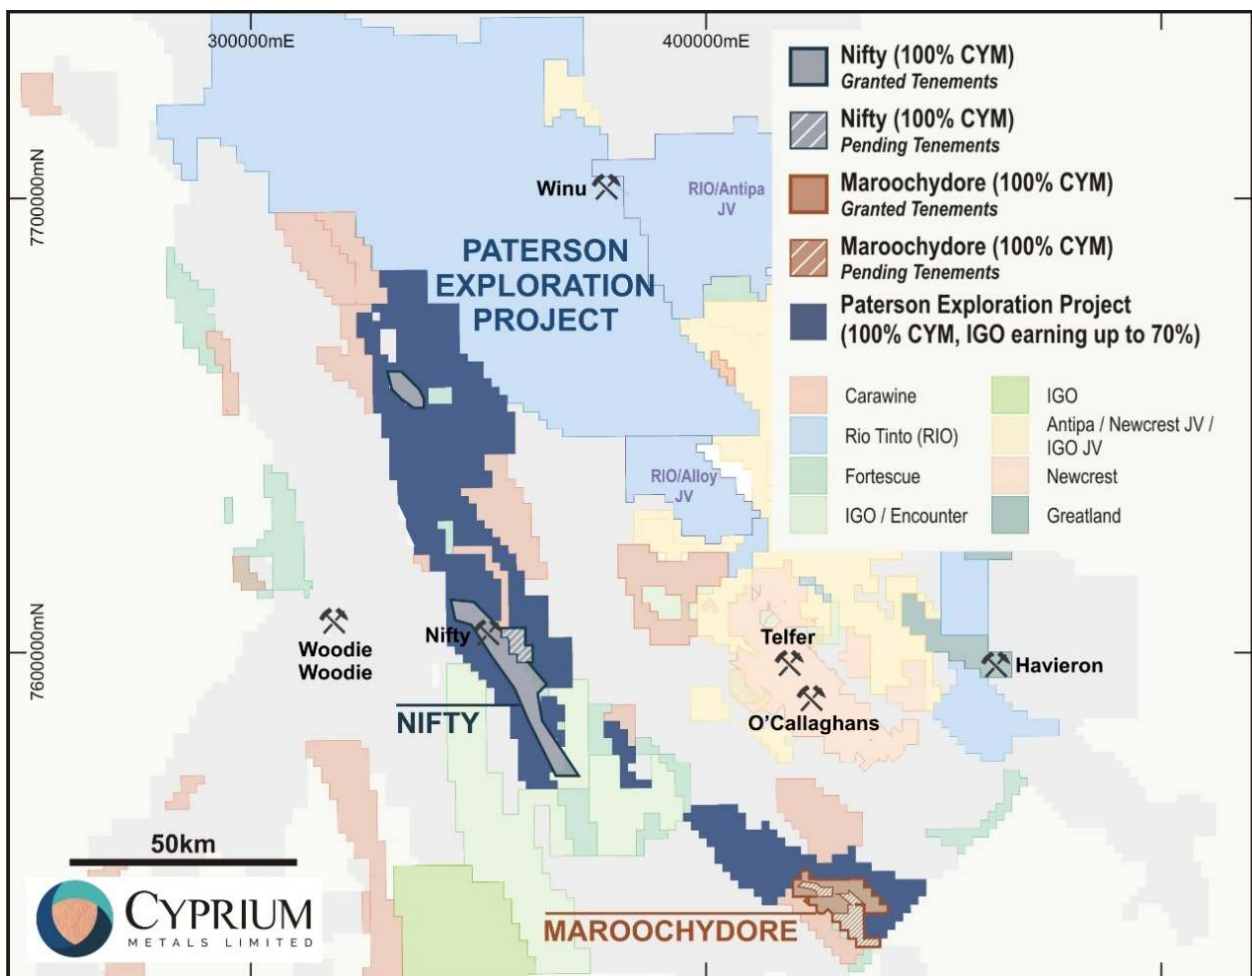 300000mE
400000mE
7700000mN
7600000mN
Nifty (100% CYM)
Granted Tenements
Nifty (100% CYM)
Pending Tenements
Maroochydore (100% CYM)
Granted Tenements
Maroochydore (100% CYM)
Pending Tenements
Paterson Exploration Project
(100% CYM, IGO earning up to 70%)
Carawine
Rio Tinto (RIO)
Fortescue
IGO / Encounter
IGO
Antipa / Newcrest JV /
IGO JV
Newcrest
Greatland
Winu
RIO/Antipa
JV
PATERSON
EXPLORATION
PROJECT
RIO/Alloy
JV
Woodie
Woodie
Nifty
Telfer
Havieron
O'Callaghans
NIFTY
MAROOCHYDORE
50km
CYPRIUM
METALS LIMITED